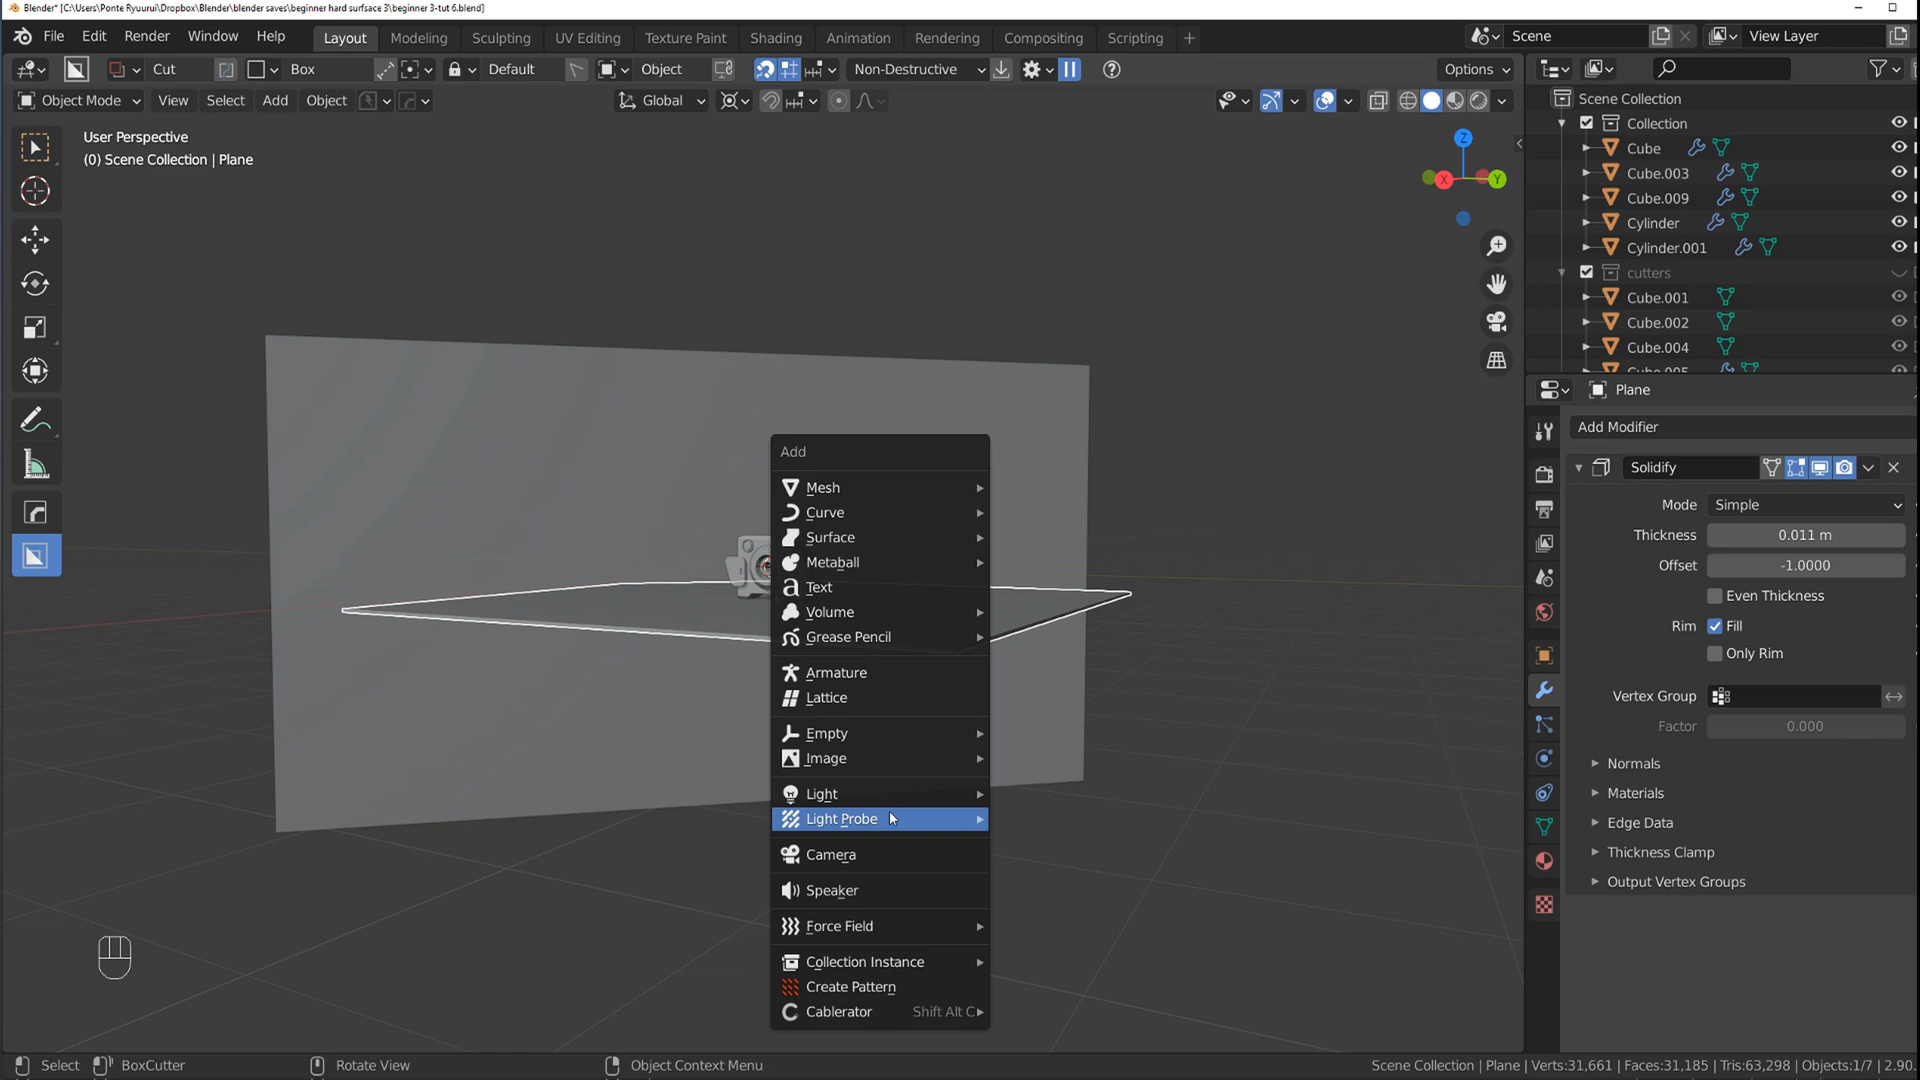 Blender* [C:\Users\Ponte Ryuurui\Dropbox\Blender\blender saves\beginner hard surfsace 3\beginner 3-tut 6.blend]
File Edit Render Window Help Layout Modeling Sculpting UV Editing Texture Paint Shading Animation Rendering Compositing Scripting + Scene View Layer
Cut Box Default Object Non-Destructive Options
Object Mode View Select Add Object Global
User Perspective
(0) Scene Collection | Plane
Z
X
Y
Scene Collection
Collection
Cube
Cube.003
Cube.009
Cylinder
Cylinder.001
cutters
Cube.001
Cube.002
Cube.004
Cube.005
Plane
Add Modifier
Solidify
Mode Simple
Thickness 0.011 m
Offset -1.0000
Even Thickness
Rim Fill
Only Rim
Vertex Group
Factor 0.000
Normals
Materials
Edge Data
Thickness Clamp
Output Vertex Groups
Add
Mesh
Curve
Surface
Metaball
Text
Volume
Grease Pencil
Armature
Lattice
Empty
Image
Light
Light Probe
Camera
Speaker
Force Field
Collection Instance
Create Pattern
Cablerator Shift Alt C
Select BoxCutter Rotate View Object Context Menu Scene Collection | Plane | Verts:31,661 | Faces:31,185 | Tris:63,298 | Objects:1/7 | 2.90.